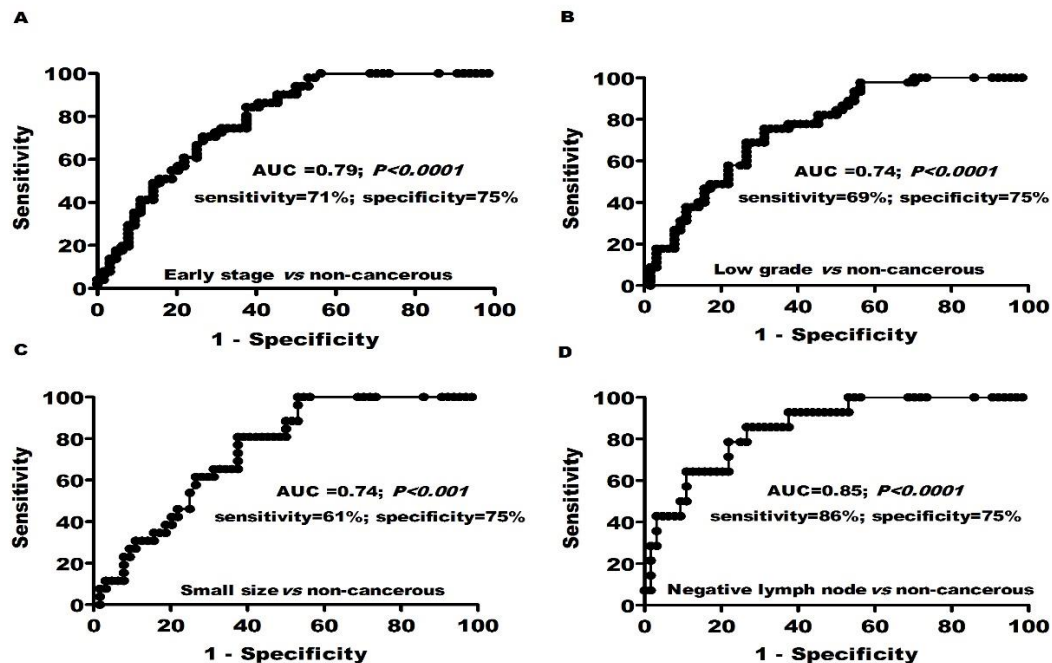 A
100
80
60
40
20
0
Sensitivity
AUC =0.79; P<0.0001
sensitivity=71%; specificity=75%
Early stage vs non-cancerous
0 20 40 60 80 100
1 - Specificity
B
100
80
60
40
20
0
Sensitivity
AUC =0.74; P<0.0001
sensitivity=69%; specificity=75%
Low grade vs non-cancerous
0 20 40 60 80 100
1 - Specificity
C
100
80
60
40
20
0
Sensitivity
AUC =0.74; P<0.001
sensitivity=61%; specificity=75%
Small size vs non-cancerous
0 20 40 60 80 100
1 - Specificity
D
100
80
60
40
20
0
Sensitivity
AUC=0.85; P<0.0001
sensitivity=86%; specificity=75%
Negative lymph node vs non-cancerous
0 20 40 60 80 100
1 - Specificity